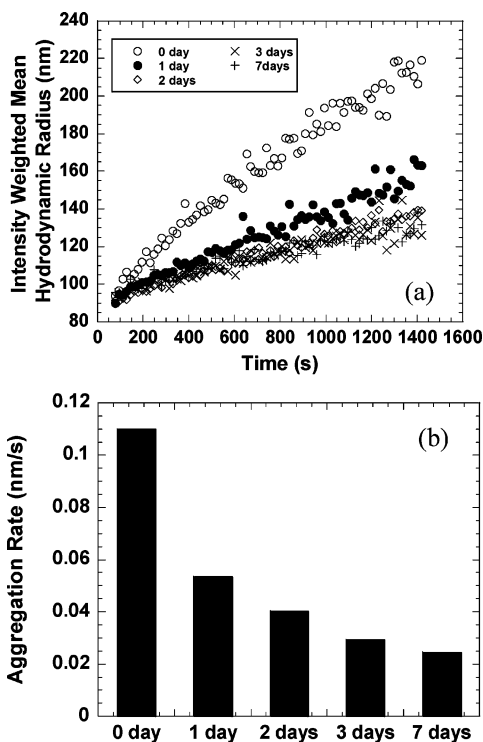 240
220
200
180
160
140
120
100
80
Intensity Weighted Mean
Hydrodynamic Radius (nm)
0 day
1 day
2 days
3 days
7days
(a)
0 200 400 600 800 1000 1200 1400 1600
Time (s)
0.12
0.1
0.08
0.06
0.04
0.02
0
Aggregation Rate (nm/s)
(b)
0 day 1 day 2 days 3 days 7 days